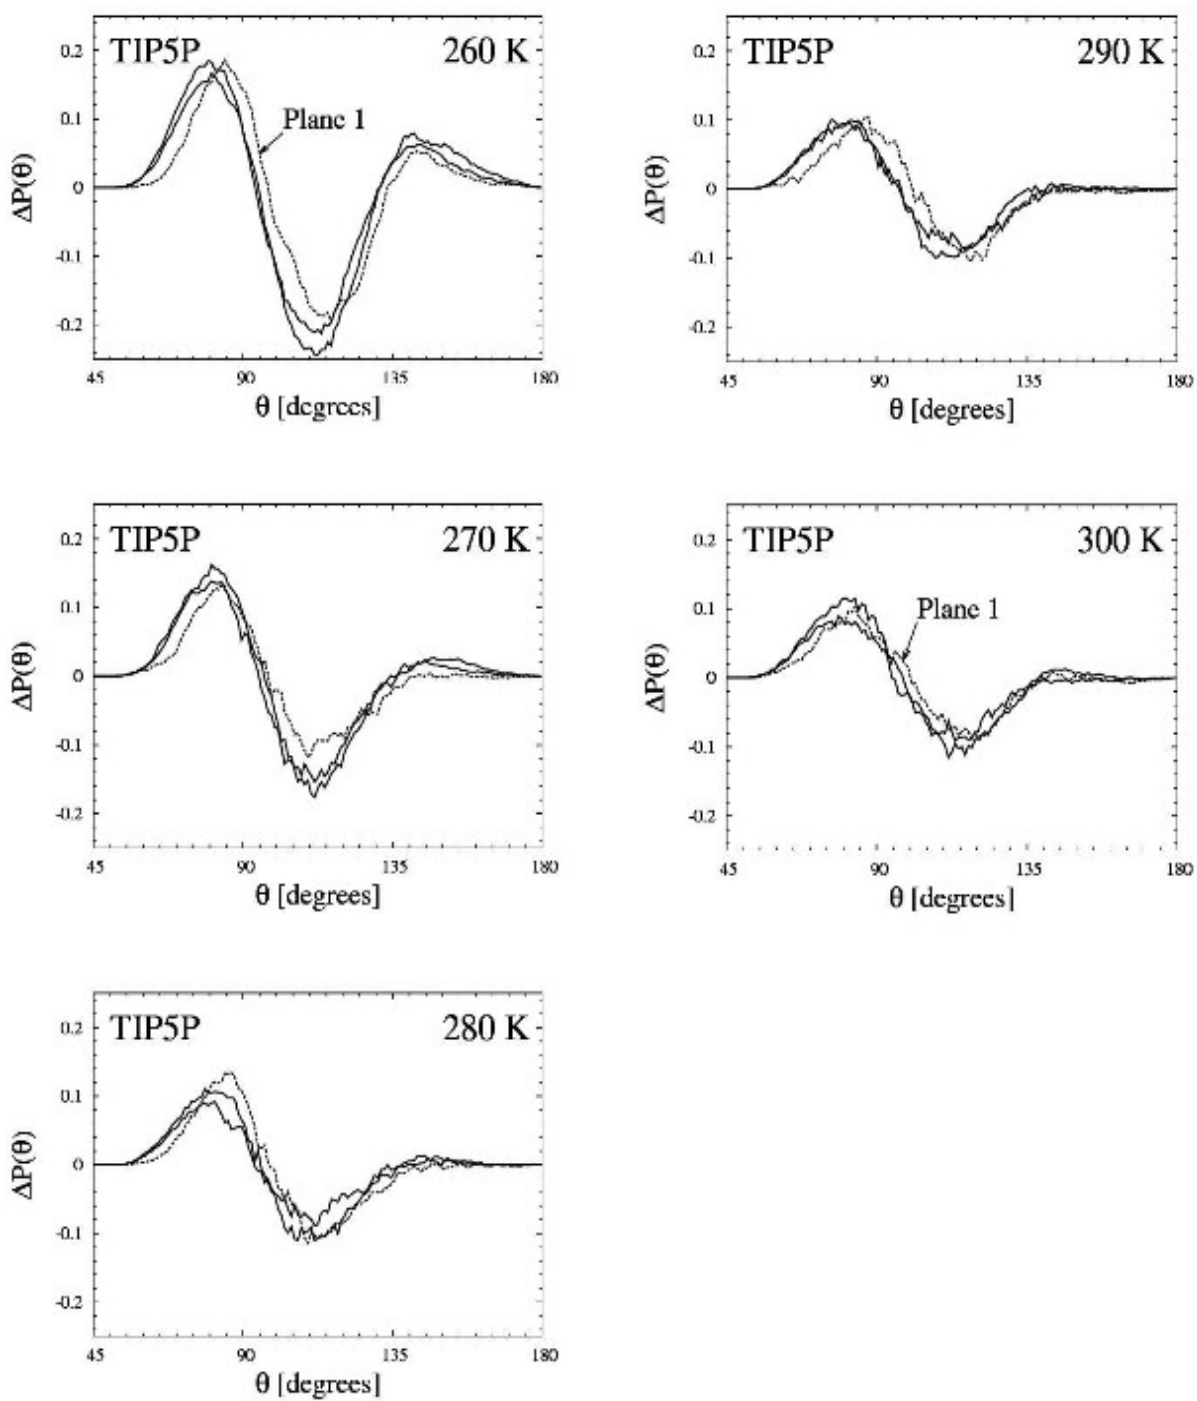 TIP5P 260 K
0.2
0.1
0
-0.1
-0.2
Plane 1
ΔP(θ)
45 90 135 180
θ [degrees]
TIP5P 290 K
0.2
0.1
0
-0.1
-0.2
ΔP(θ)
45 90 135 180
θ [degrees]
TIP5P 270 K
0.2
0.1
0
-0.1
-0.2
ΔP(θ)
45 90 135 180
θ [degrees]
TIP5P 300 K
0.2
0.1
0
-0.1
-0.2
Plane 1
ΔP(θ)
45 90 135 180
θ [degrees]
TIP5P 280 K
0.2
0.1
0
-0.1
-0.2
ΔP(θ)
45 90 135 180
θ [degrees]